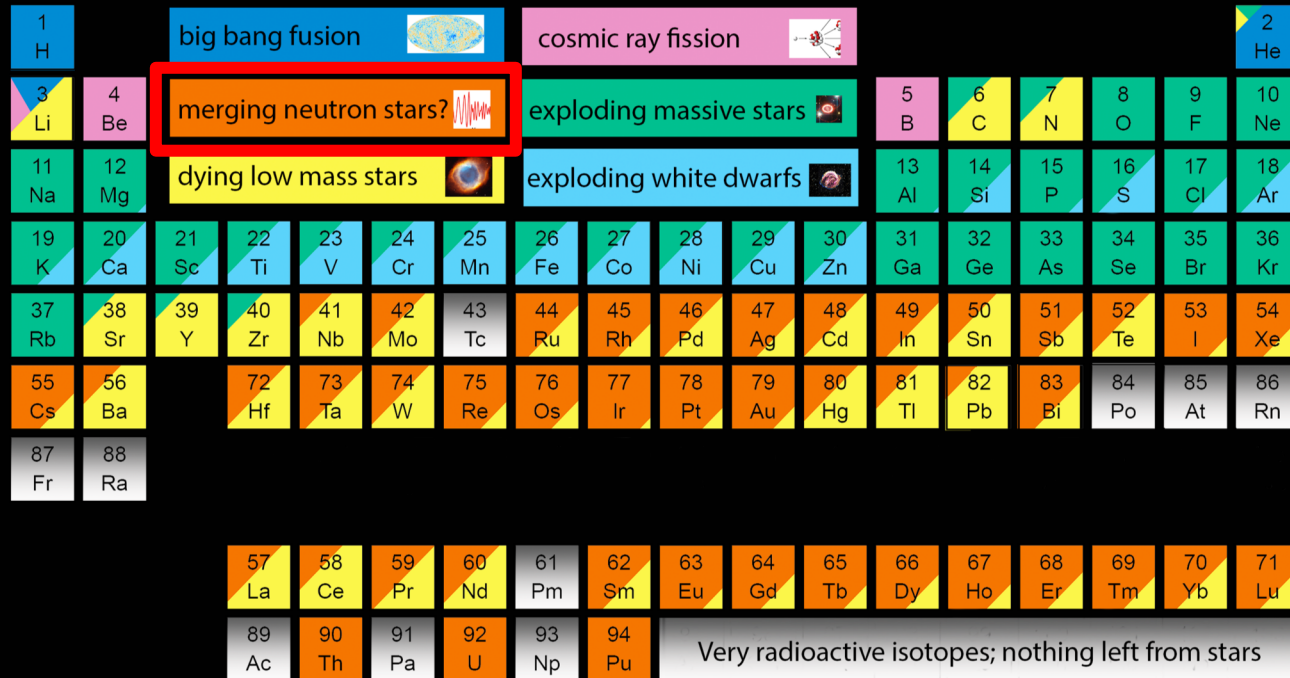 1 2
H big bang fusion cosmic ray fission He
3 4 merging neutron stars? exploding massive stars 5 6 7 8 9 10
Li Be B C N O F Ne
11 12 dying low mass stars exploding white dwarfs 13 14 15 16 17 18
Na Mg Al Si P S Cl Ar
19 20 21 22 23 24 25 26 27 28 29 30 31 32 33 34 35 36
K Ca Sc Ti V Cr Mn Fe Co Ni Cu Zn Ga Ge As Se Br Kr
37 38 39 40 41 42 43 44 45 46 47 48 49 50 51 52 53 54
Rb Sr Y Zr Nb Mo Tc Ru Rh Pd Ag Cd In Sn Sb Te I Xe
55 56 72 73 74 75 76 77 78 79 80 81 82 83 84 85 86
Cs Ba Hf Ta W Re Os Ir Pt Au Hg Tl Pb Bi Po At Rn
87 88
Fr Ra
57 58 59 60 61 62 63 64 65 66 67 68 69 70 71
La Ce Pr Nd Pm Sm Eu Gd Tb Dy Ho Er Tm Yb Lu
89 90 91 92 93 94 Very radioactive isotopes; nothing left from stars
Ac Th Pa U Np Pu